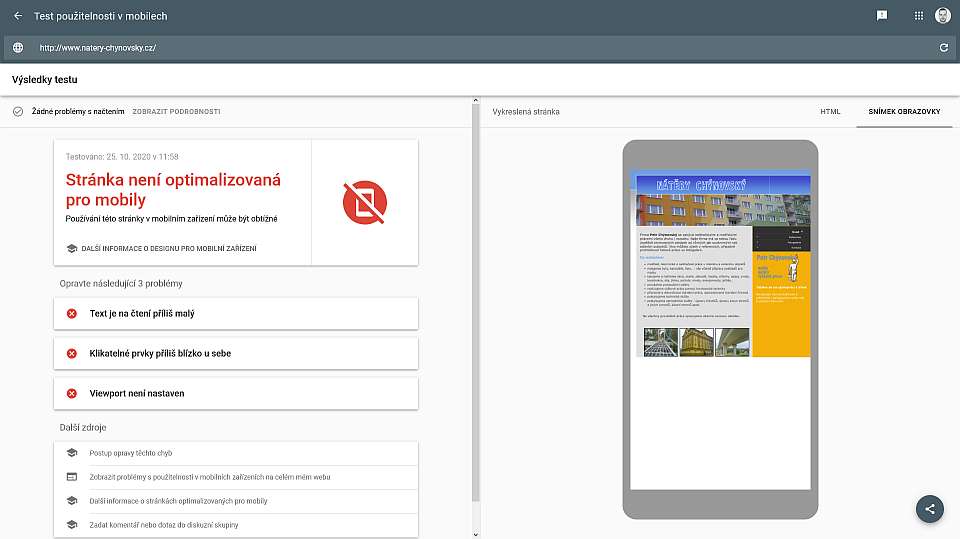 Test použitelnosti v mobilech
http://www.natery-chynovsky.cz/
Výsledky testu
Žádné problémy s načtením ZOBRAZIT PODROBNOSTI
Testováno: 25. 10. 2020 v 11:58
Stránka není optimalizovaná
pro mobily
Používání této stránky v mobilním zařízení může být obtížné
DALŠÍ INFORMACE O DESIGNU PRO MOBILNÍ ZAŘÍZENÍ
Opravte následující 3 problémy
Text je na čtení příliš malý
Klikatelné prvky příliš blízko u sebe
Viewport není nastaven
Další zdroje
Postup opravy těchto chyb
Zobrazit problémy s použitelností v mobilních zařízeních na celém mém webu
Další informace o stránkách optimalizovaných pro mobily
Zadat komentář nebo dotaz do diskuzní skupiny
Vykreslená stránka
HTML
SNÍMEK OBRAZOVKY
NÁTĚRY CHÝNOVSKÝ
Petr Chýnovský